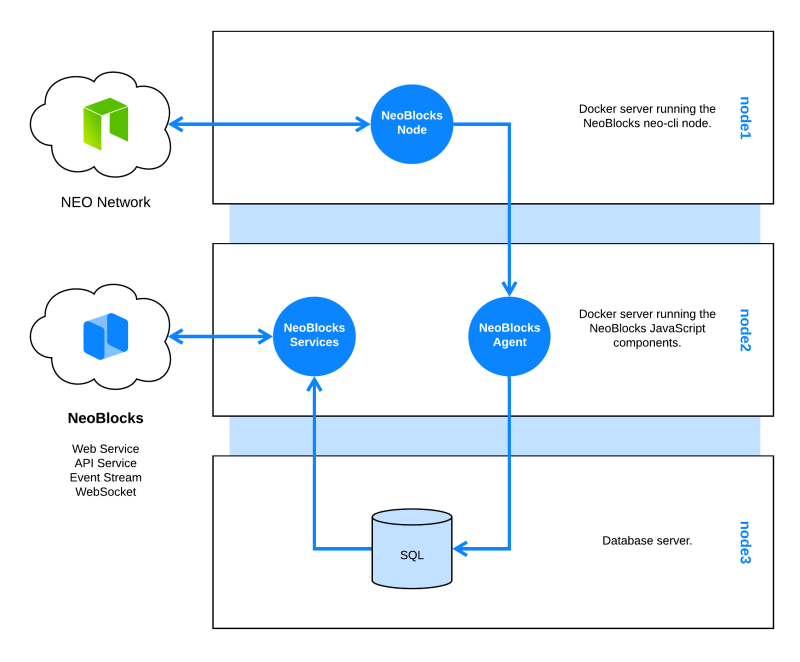 NeoBlocks
Node
Docker server running the
NeoBlocks neo-cli node.
node1
NEO Network
NeoBlocks
Services
NeoBlocks
Agent
Docker server running the
NeoBlocks JavaScript
components.
node2
NeoBlocks
Web Service
API Service
Event Stream
WebSocket
SQL
Database server.
node3